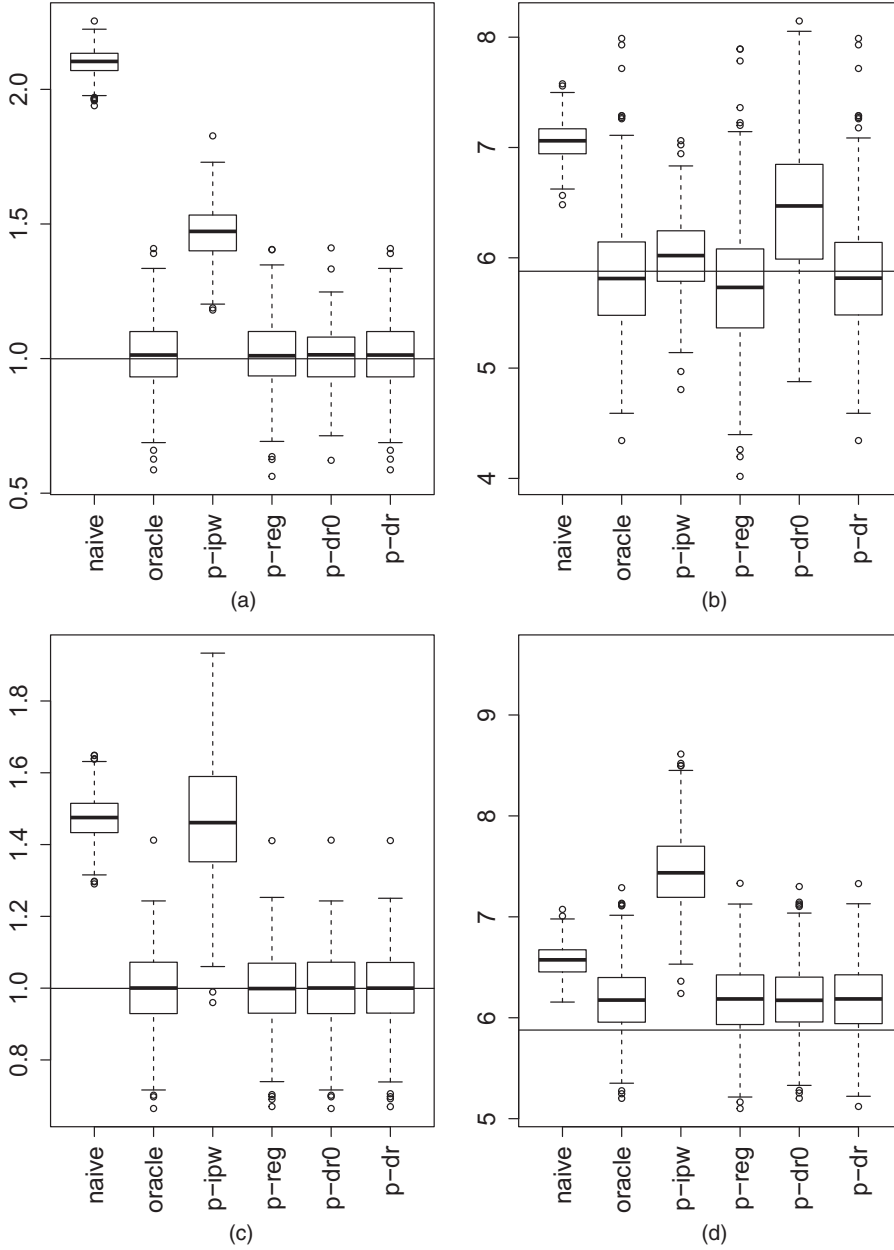 2.0
1.5
1.0
0.5
naive
oracle
p-ipw
p-reg
p-dr0
p-dr
(a)
8
7
6
5
4
naive
oracle
p-ipw
p-reg
p-dr0
p-dr
(b)
1.8
1.6
1.4
1.2
1.0
0.8
naive
oracle
p-ipw
p-reg
p-dr0
p-dr
(c)
9
8
7
6
5
naive
oracle
p-ipw
p-reg
p-dr0
p-dr
(d)